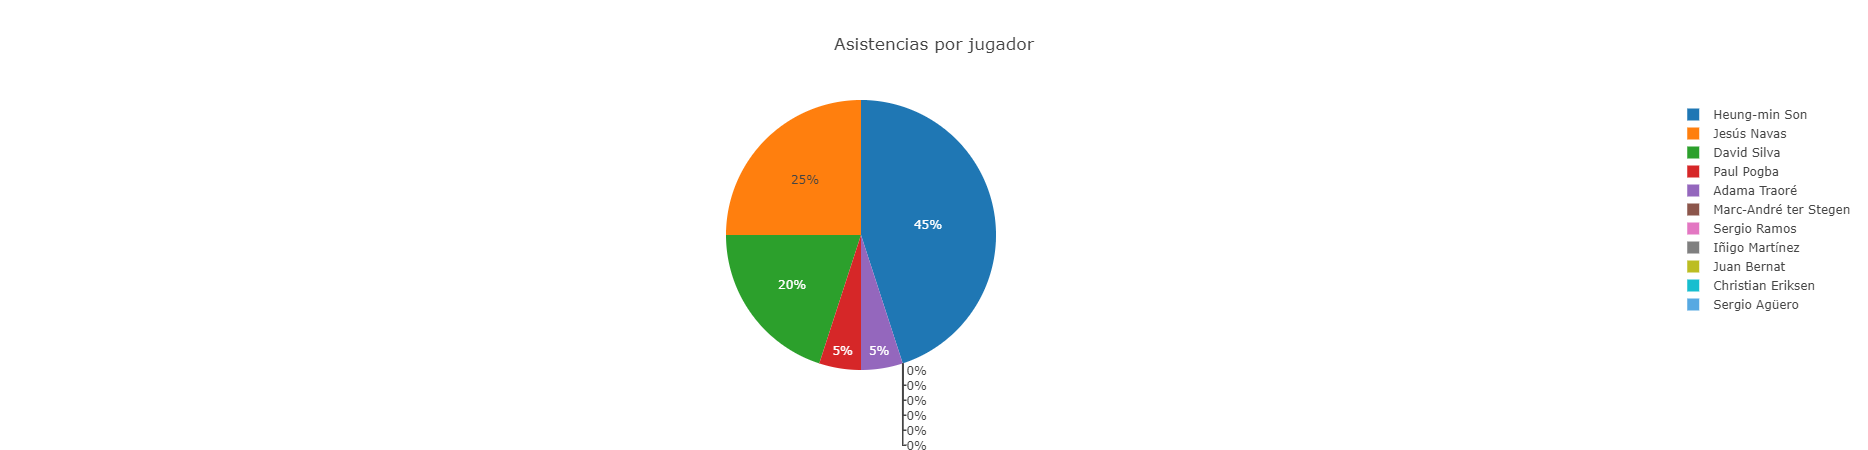 Asistencias por jugador
25%
45%
20%
5%
5%
0%
0%
0%
0%
0%
0%
Heung-min Son
Jesús Navas
David Silva
Paul Pogba
Adama Traoré
Marc-André ter Stegen
Sergio Ramos
Iñigo Martínez
Juan Bernat
Christian Eriksen
Sergio Agüero